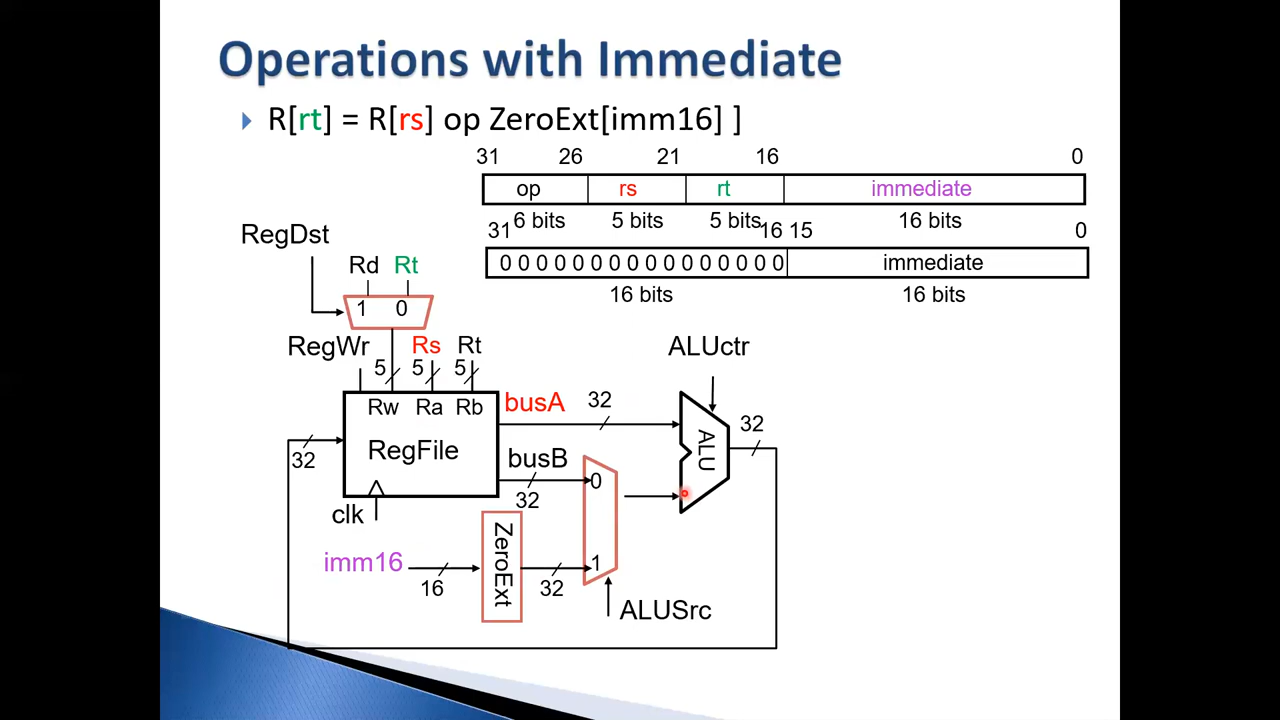 Operations with Immediate
R[rt] = R[rs] op ZeroExt[imm16] ]
31 26 21 16 0
op rs rt immediate
6 bits 5 bits 5 bits 16 bits
31 16 15 0
0 0 0 0 0 0 0 0 0 0 0 0 0 0 0 0 immediate
16 bits 16 bits
RegDst
Rd Rt
1 0
RegWr Rs Rt
5 5 5
ALUctr
Rw Ra Rb
busA 32
RegFile
ALU
32
32
busB
32
0
clk
imm16
16
ZeroExt
32
1
ALUSrc